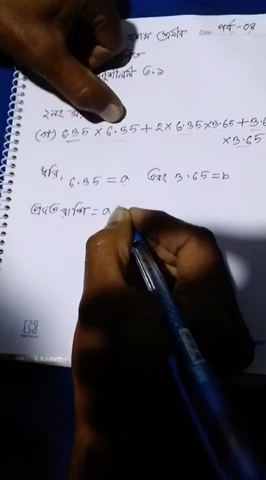 পর্ব-08
অনুশীলনী ৩.১
২নং
6.35 × 6.35 + 2 × 6.35 × 3.65 + 3.6
× 3.65
ধরি, 6.35 = a এবং 3.65 = b
প্রদত্ত রাশি = a